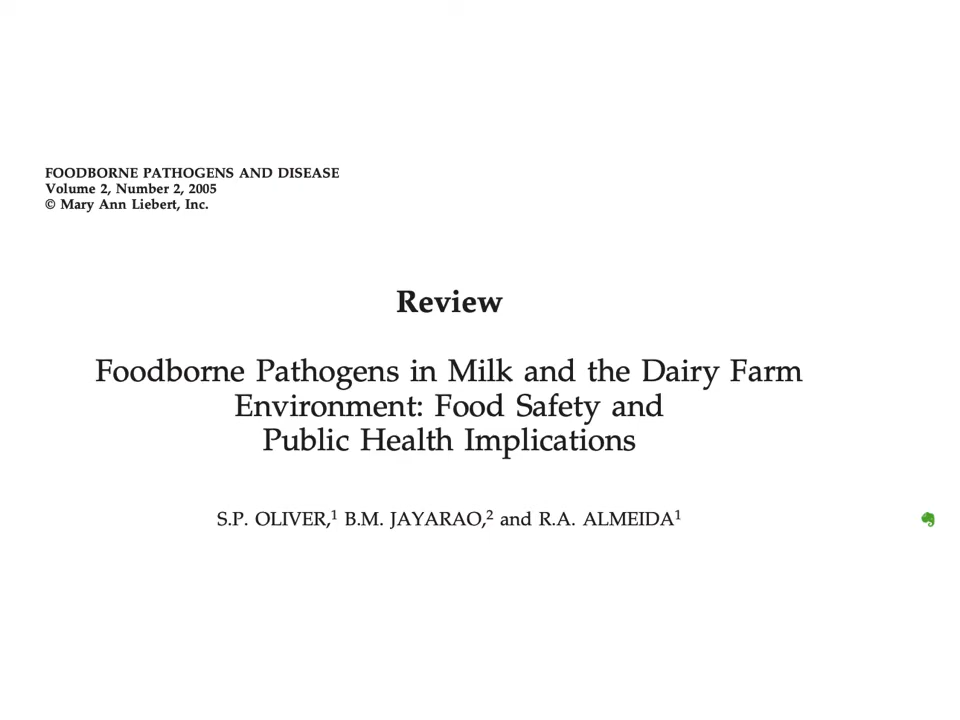 FOODBORNE PATHOGENS AND DISEASE
Volume 2, Number 2, 2005
© Mary Ann Liebert, Inc.
Review
Foodborne Pathogens in Milk and the Dairy Farm
Environment: Food Safety and
Public Health Implications
S.P. OLIVER,¹ B.M. JAYARAO,² and R.A. ALMEIDA¹